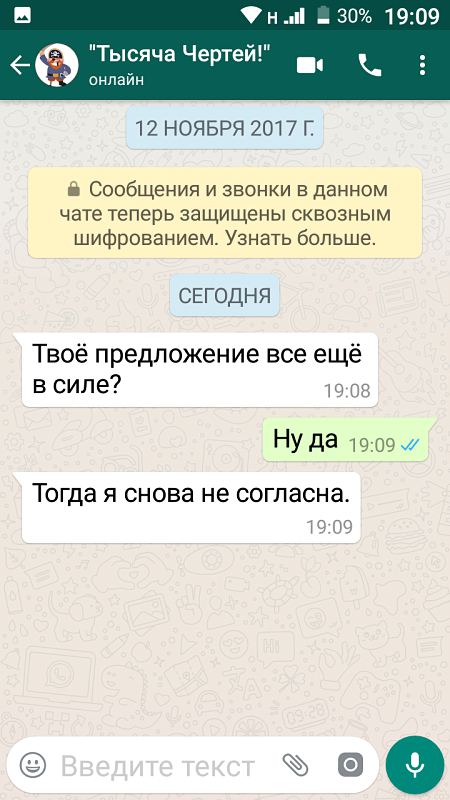 н 30% 19:09
"Тысяча Чертей!"
онлайн
12 НОЯБРЯ 2017 Г.
Сообщения и звонки в данном
чате теперь защищены сквозным
шифрованием. Узнать больше.
СЕГОДНЯ
Твоё предложение все ещё
в силе?
19:08
Ну да 19:09
Тогда я снова не согласна.
19:09
Введите текст